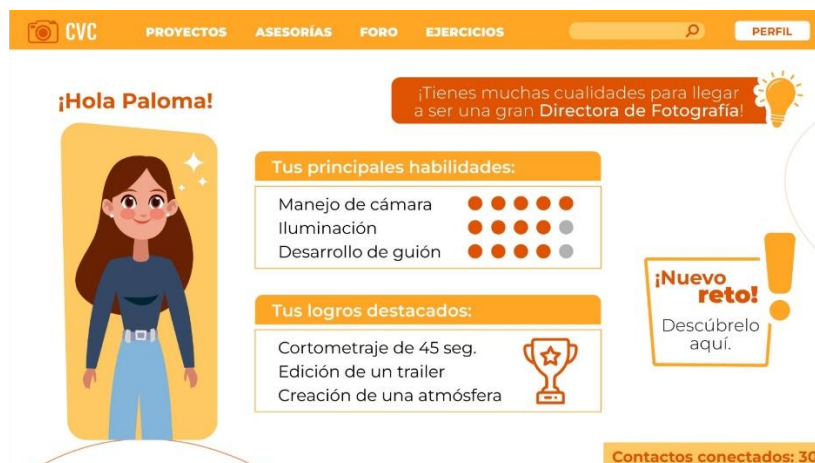 CVC
PROYECTOS
ASESORÍAS
FORO
EJERCICIOS
PERFIL
¡Hola Paloma!
¡Tienes muchas cualidades para llegar
a ser una gran Directora de Fotografía!
Tus principales habilidades:
Manejo de cámara
Iluminación
Desarrollo de guión
Tus logros destacados:
Cortometraje de 45 seg.
Edición de un trailer
Creación de una atmósfera
¡Nuevo
reto!
Descúbrelo
aquí.
Contactos conectados: 30